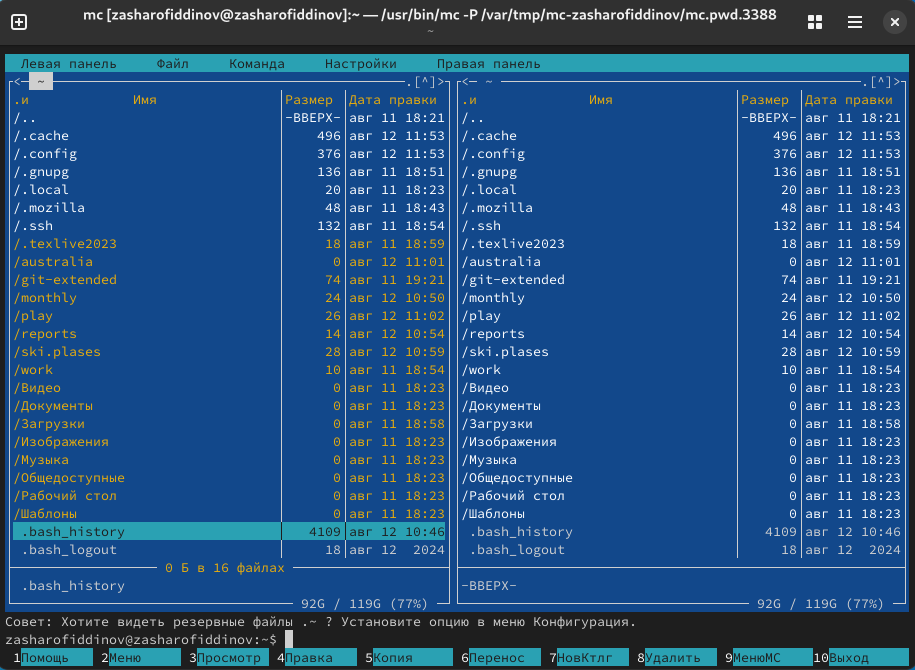 mc [zasharofiddinov@zasharofiddinov]:~ — /usr/bin/mc -P /var/tmp/mc-zasharofiddinov/mc.pwd.3388
~
Левая панель Файл Команда Настройки Правая панель
<─ ~ .[^]> <─ ~ .[^]>
.и Имя Размер Дата правки .и Имя Размер Дата правки
/.. -ВВЕРХ- авг 11 18:21 /.. -ВВЕРХ- авг 11 18:21
/.cache 496 авг 12 11:53 /.cache 496 авг 12 11:53
/.config 376 авг 12 11:53 /.config 376 авг 12 11:53
/.gnupg 136 авг 11 18:51 /.gnupg 136 авг 11 18:51
/.local 20 авг 11 18:23 /.local 20 авг 11 18:23
/.mozilla 48 авг 11 18:43 /.mozilla 48 авг 11 18:43
/.ssh 132 авг 11 18:54 /.ssh 132 авг 11 18:54
/.texlive2023 18 авг 11 18:59 /.texlive2023 18 авг 11 18:59
/australia 0 авг 12 11:01 /australia 0 авг 12 11:01
/git-extended 74 авг 11 19:21 /git-extended 74 авг 11 19:21
/monthly 24 авг 12 10:50 /monthly 24 авг 12 10:50
/play 26 авг 12 11:02 /play 26 авг 12 11:02
/reports 14 авг 12 10:54 /reports 14 авг 12 10:54
/ski.plases 28 авг 12 10:59 /ski.plases 28 авг 12 10:59
/work 10 авг 11 18:54 /work 10 авг 11 18:54
/Видео 0 авг 11 18:23 /Видео 0 авг 11 18:23
/Документы 0 авг 11 18:23 /Документы 0 авг 11 18:23
/Загрузки 0 авг 11 18:58 /Загрузки 0 авг 11 18:58
/Изображения 0 авг 11 18:23 /Изображения 0 авг 11 18:23
/Музыка 0 авг 11 18:23 /Музыка 0 авг 11 18:23
/Общедоступные 0 авг 11 18:23 /Общедоступные 0 авг 11 18:23
/Рабочий стол 0 авг 11 18:23 /Рабочий стол 0 авг 11 18:23
/Шаблоны 0 авг 11 18:23 /Шаблоны 0 авг 11 18:23
.bash_history 4109 авг 12 10:46 .bash_history 4109 авг 12 10:46
.bash_logout 18 авг 12 2024 .bash_logout 18 авг 12 2024
0 Б в 16 файлах
.bash_history -ВВЕРХ-
92G / 119G (77%) 92G / 119G (77%)
Совет: Хотите видеть резервные файлы .~ ? Установите опцию в меню Конфигурация.
zasharofiddinov@zasharofiddinov:~$
1Помощь 2Меню 3Просмотр 4Правка 5Копия 6Перенос 7НовКтлг 8Удалить 9МенюМС 10Выход